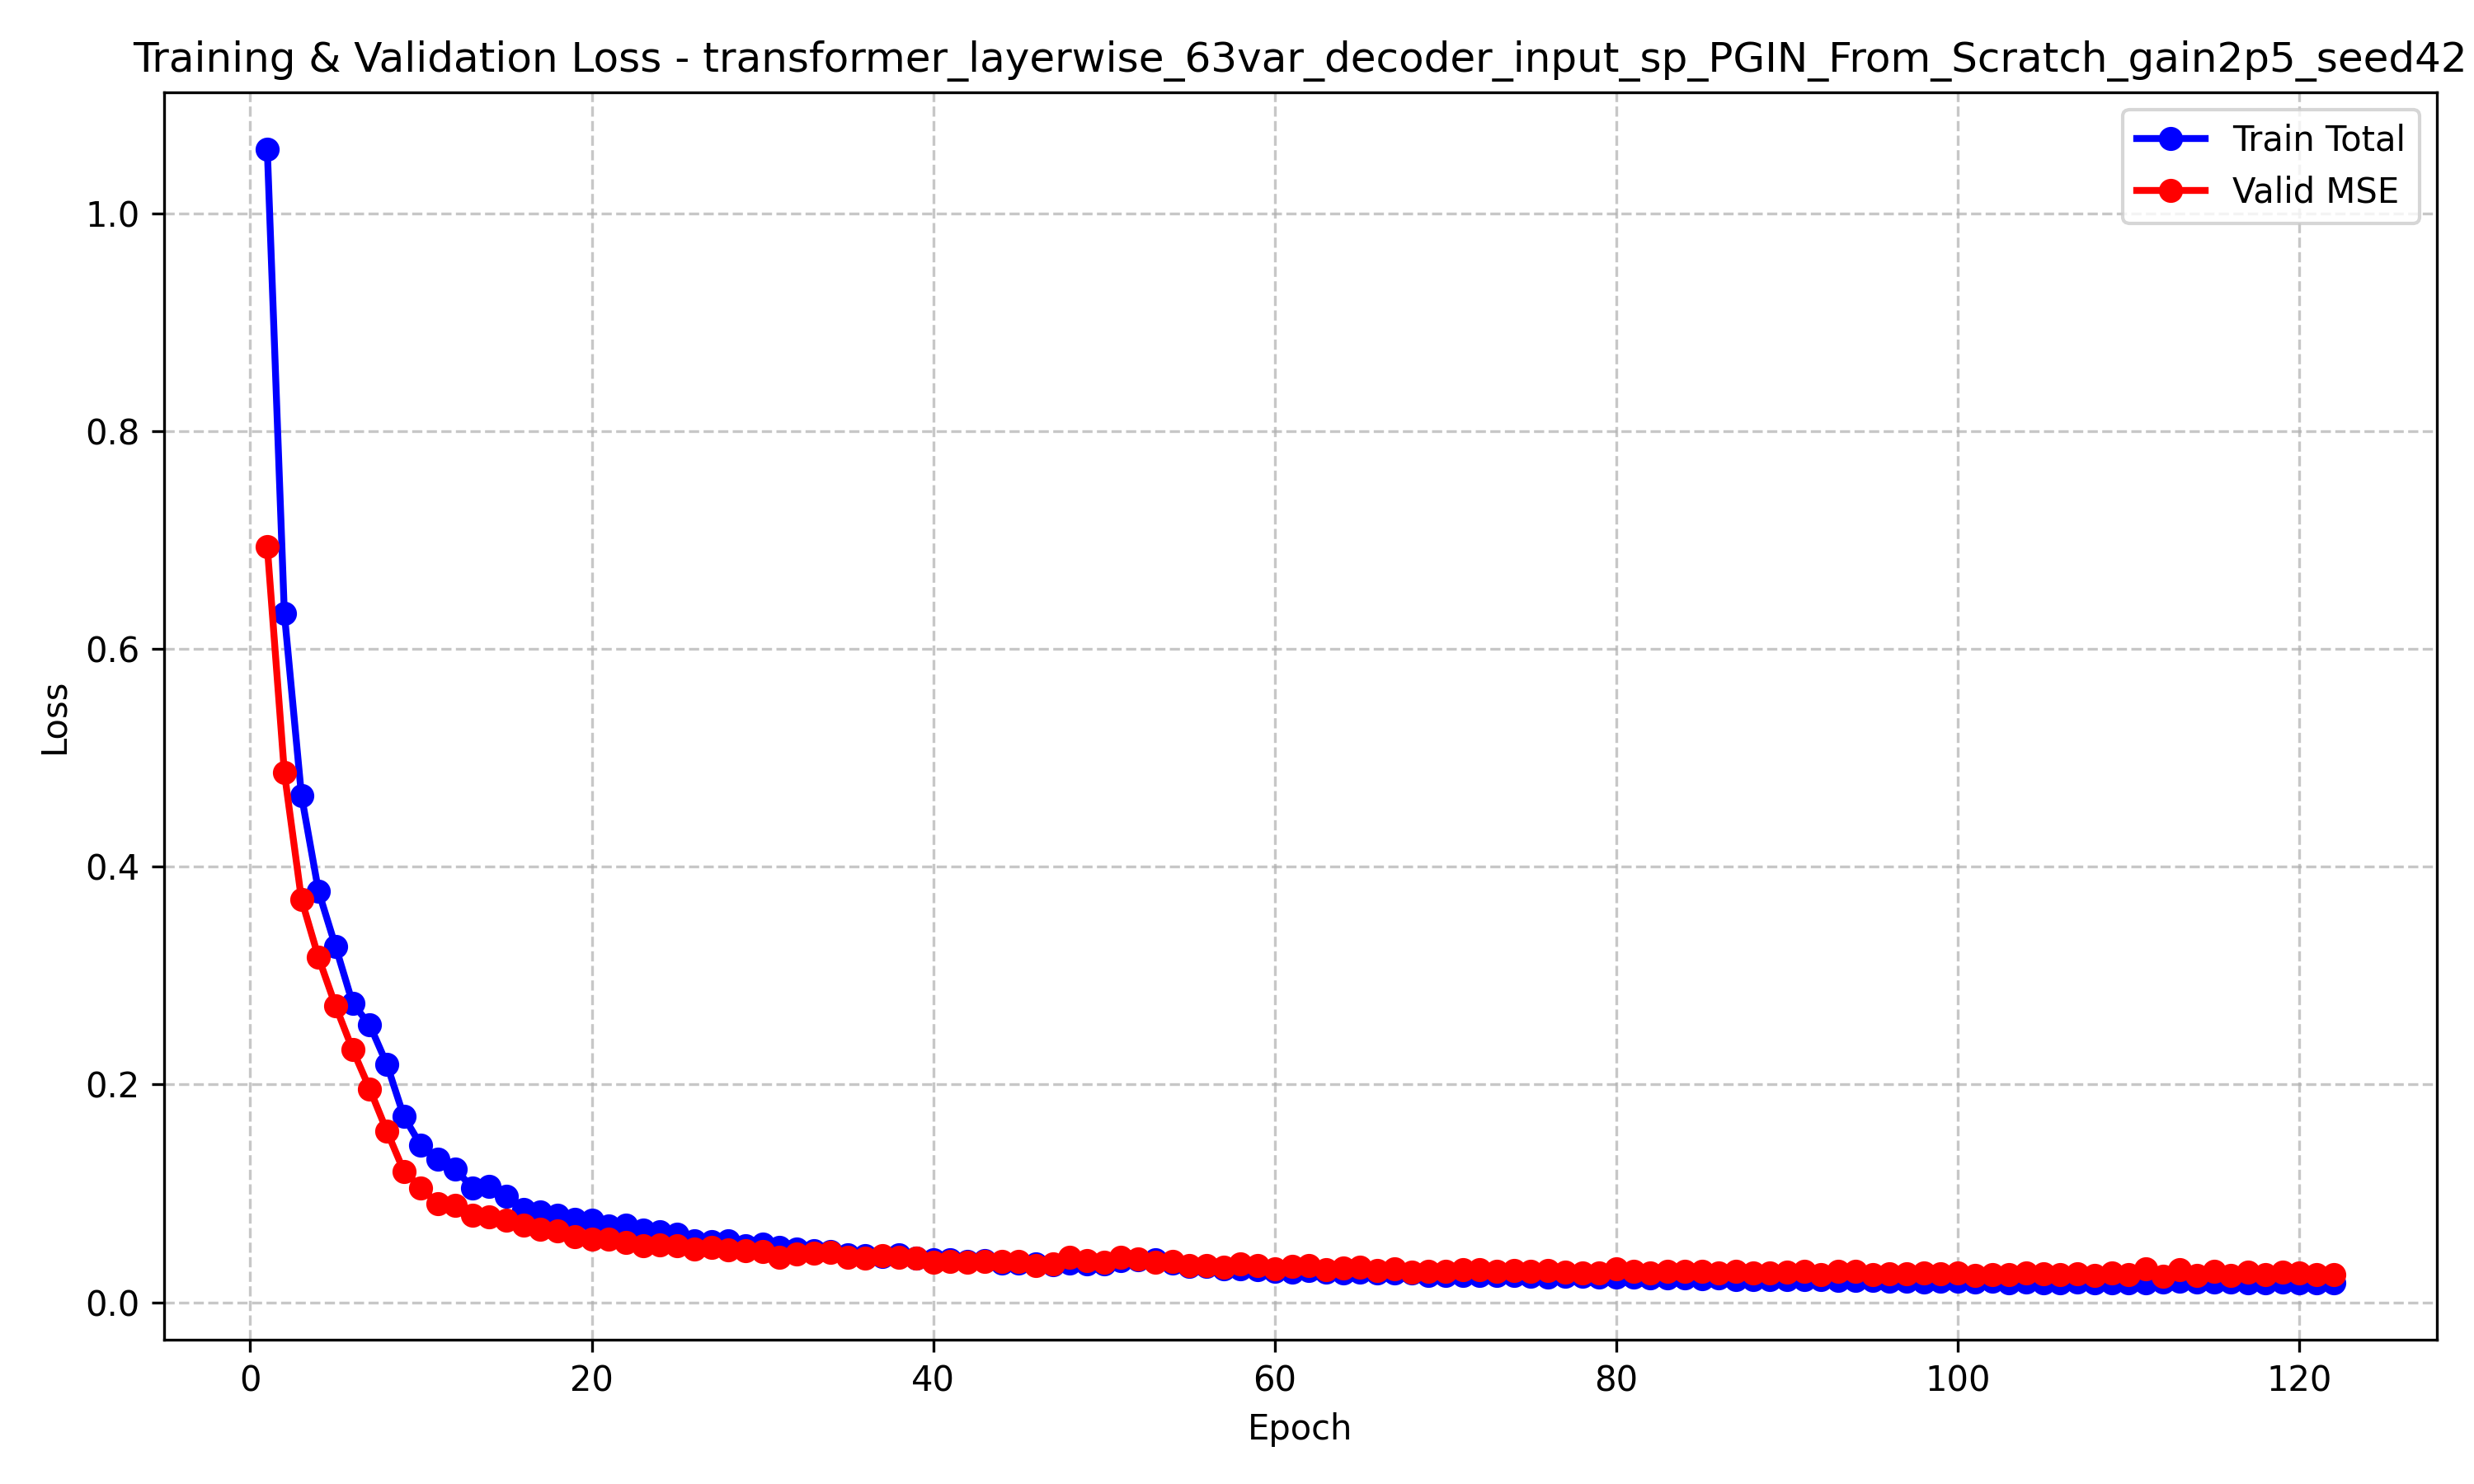 Training & Validation Loss - transformer_layerwise_63var_decoder_input_sp_PGIN_From_Scratch_gain2p5_seed42
Train Total
Valid MSE
1.0
0.8
0.6
0.4
0.2
0.0
Loss
0 20 40 60 80 100 120
Epoch